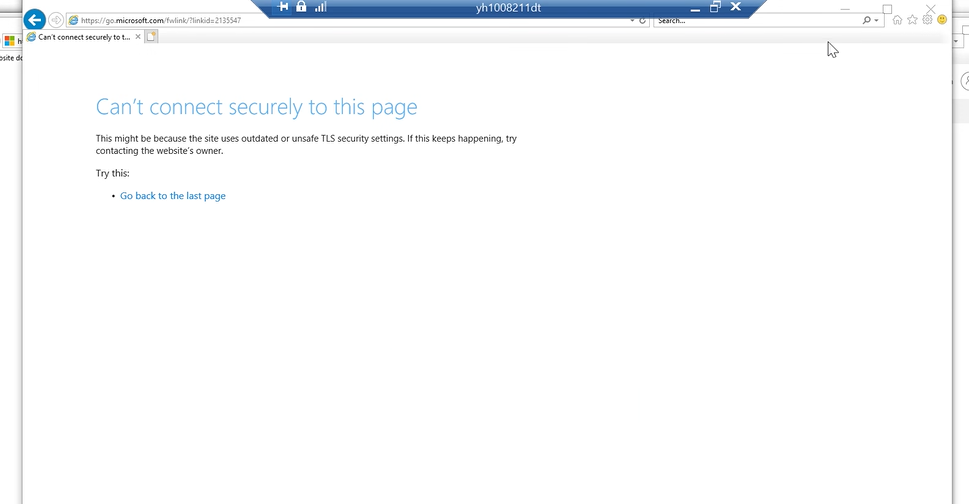 yh1008211dt
https://go.microsoft.com/fwlink/?linkid=2135547
Search...
Can't connect securely to t...
Can't connect securely to this page
This might be because the site uses outdated or unsafe TLS security settings. If this keeps happening, try
contacting the website's owner.
Try this:
• Go back to the last page